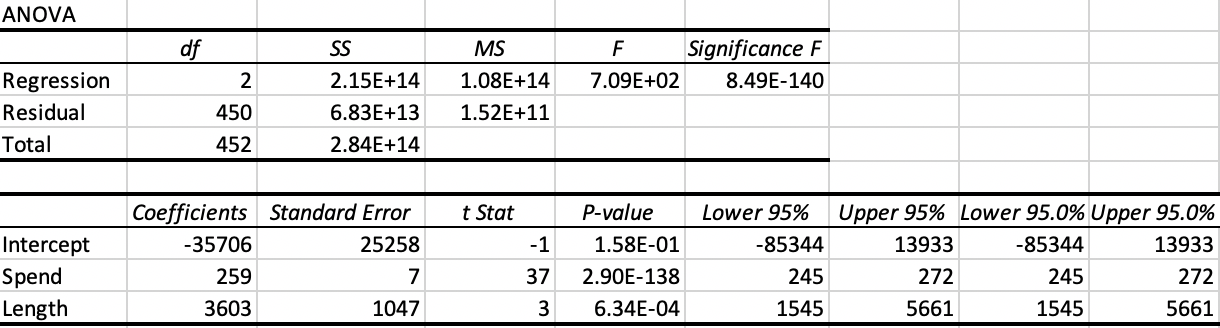 ANOVA
df SS MS F Significance F
Regression 2 2.15E+14 1.08E+14 7.09E+02 8.49E-140
Residual 450 6.83E+13 1.52E+11
Total 452 2.84E+14
Coefficients Standard Error t Stat P-value Lower 95% Upper 95% Lower 95.0% Upper 95.0%
Intercept -35706 25258 -1 1.58E-01 -85344 13933 -85344 13933
Spend 259 7 37 2.90E-138 245 272 245 272
Length 3603 1047 3 6.34E-04 1545 5661 1545 5661